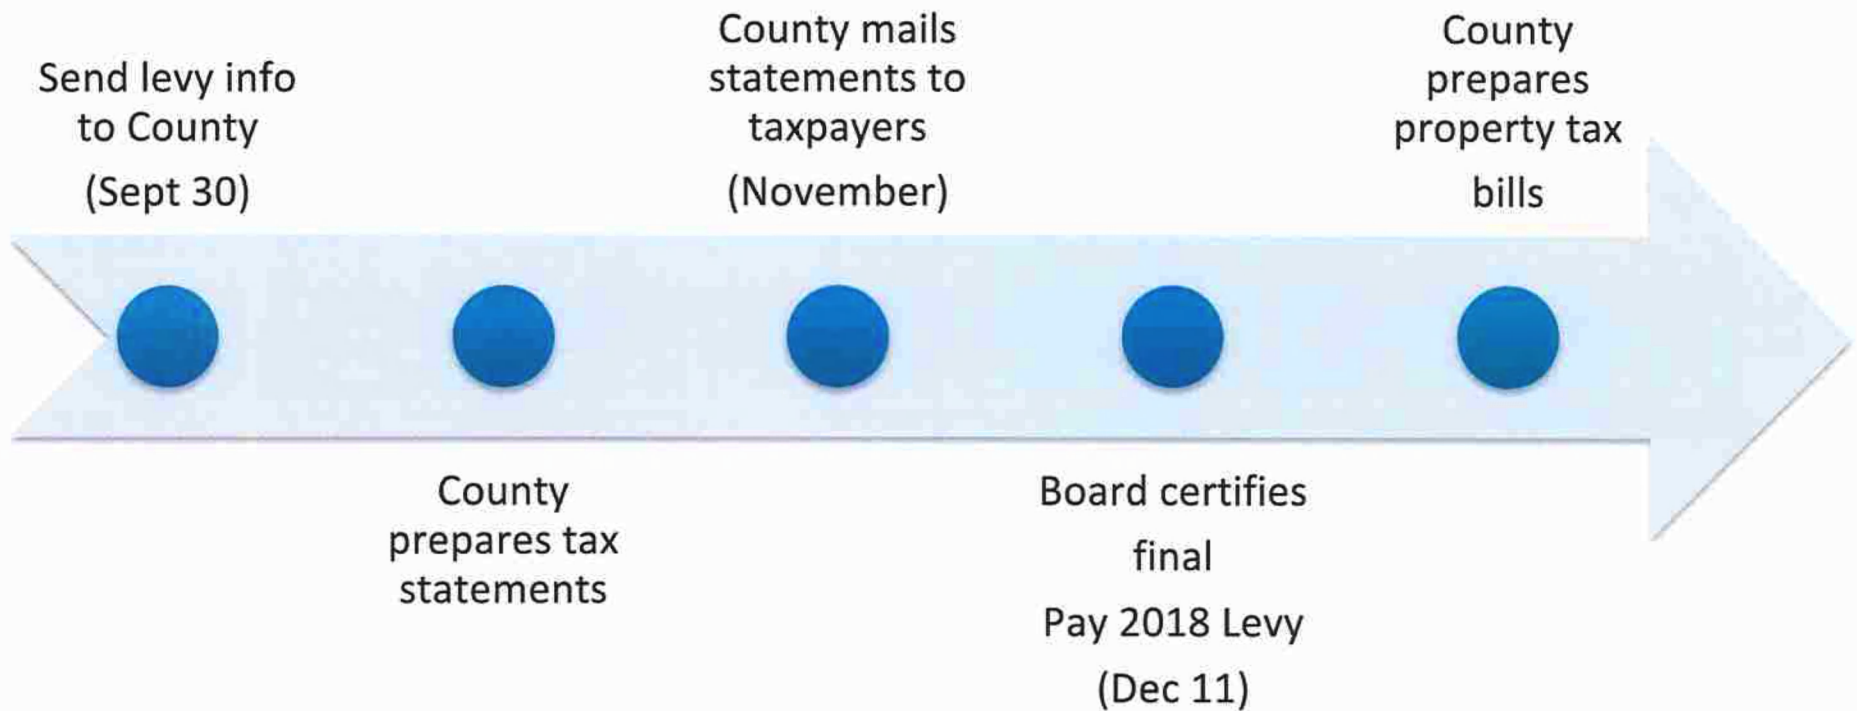 Send levy info
to County
(Sept 30)
County
prepares tax
statements
County mails
statements to
taxpayers
(November)
Board certifies
final
Pay 2018 Levy
(Dec 11)
County
prepares
property tax
bills